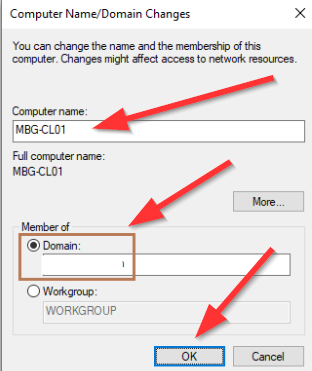 Computer Name/Domain Changes
You can change the name and the membership of this
computer. Changes might affect access to network resources.
Computer name:
MBG-CL01
Full computer name:
MBG-CL01
More...
Member of
Domain:
Workgroup:
WORKGROUP
OK
Cancel